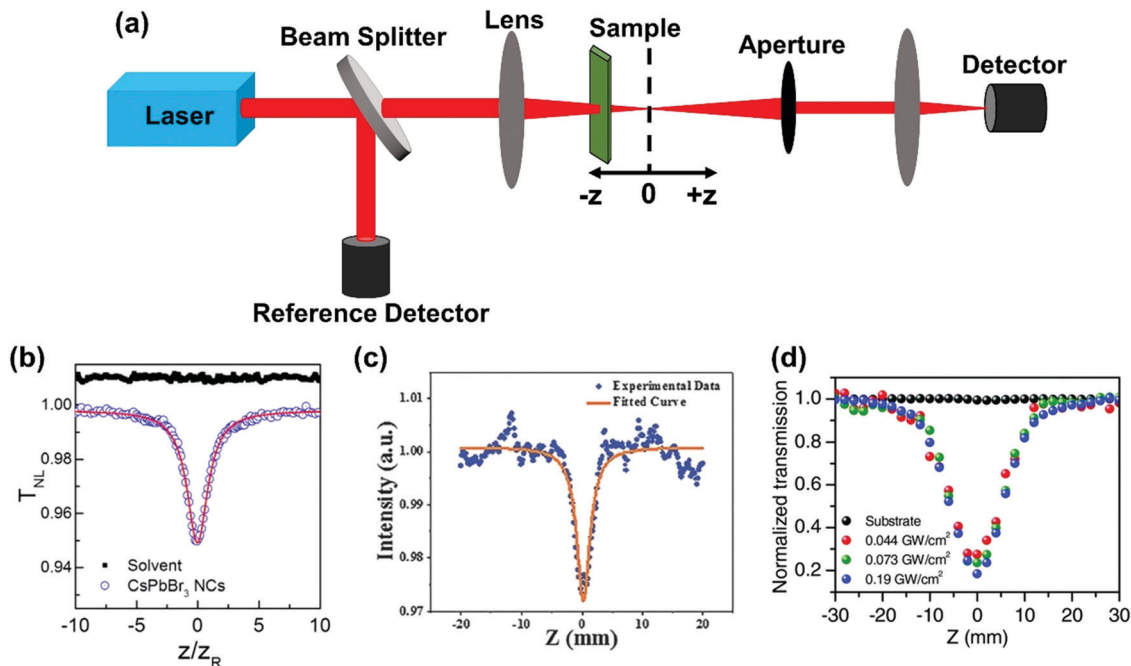 (a)
Laser
Beam Splitter
Lens
Sample
Aperture
Detector
-z 0 +z
Reference Detector
(b)
T_NL
1.00
0.98
0.96
0.94
Solvent
CsPbBr₃ NCs
-10 -5 0 5 10
z/z_R
(c)
Intensity (a.u.)
1.01
1.00
0.99
0.98
0.97
Experimental Data
Fitted Curve
-20 -10 0 10 20
Z (mm)
(d)
Normalized transmission
1.0
0.8
0.6
0.4
0.2
Substrate
0.044 GW/cm²
0.073 GW/cm²
0.19 GW/cm²
-30 -20 -10 0 10 20 30
Z (mm)